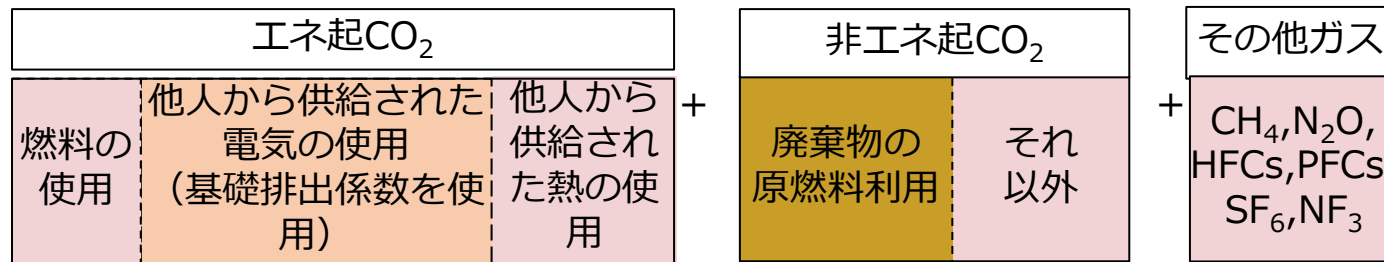 エネ起CO₂
燃料の
使用
他人から供給された
電気の使用
（基礎排出係数を使
用）
他人から
供給され
た熱の使
用
+
非エネ起CO₂
廃棄物の
原燃料利用
それ
以外
+
その他ガス
CH₄,N₂O,
HFCs,PFCs
SF₆,NF₃